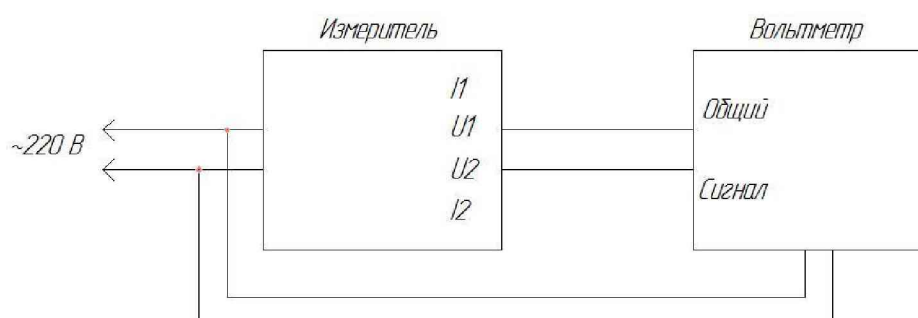 Измеритель
Вольтметр
I1
Общий
U1
~220 В
U2
Сигнал
I2